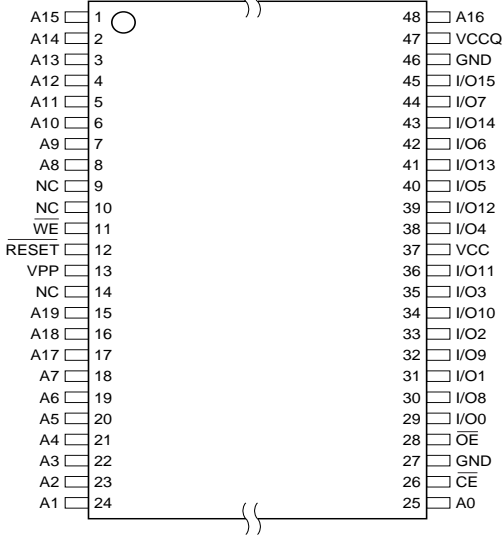 A15 1 48 A16
A14 2 47 VCCQ
A13 3 46 GND
A12 4 45 I/O15
A11 5 44 I/O7
A10 6 43 I/O14
A9 7 42 I/O6
A8 8 41 I/O13
NC 9 40 I/O5
NC 10 39 I/O12
W̅E̅ 11 38 I/O4
R̅E̅S̅E̅T̅ 12 37 VCC
VPP 13 36 I/O11
NC 14 35 I/O3
A19 15 34 I/O10
A18 16 33 I/O2
A17 17 32 I/O9
A7 18 31 I/O1
A6 19 30 I/O8
A5 20 29 I/O0
A4 21 28 O̅E̅
A3 22 27 GND
A2 23 26 C̅E̅
A1 24 25 A0